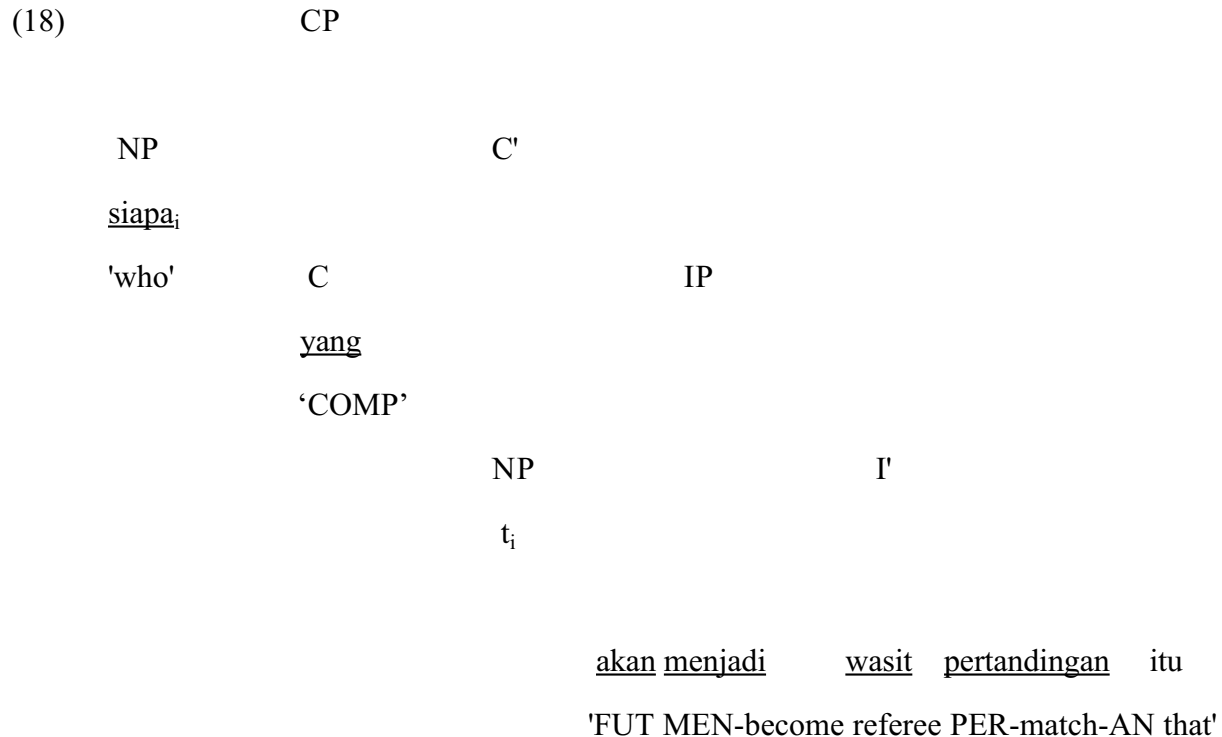 (18) CP
NP C'
siapaᵢ
'who' C IP
yang
‘COMP’
NP I'
tᵢ
akan menjadi wasit pertandingan itu
'FUT MEN-become referee PER-match-AN that'